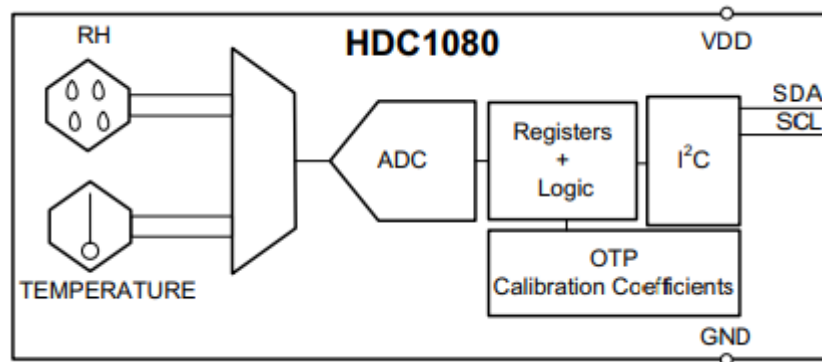 RH
HDC1080
VDD
TEMPERATURE
ADC
Registers
+
Logic
I²C
SDA
SCL
OTP
Calibration Coefficients
GND